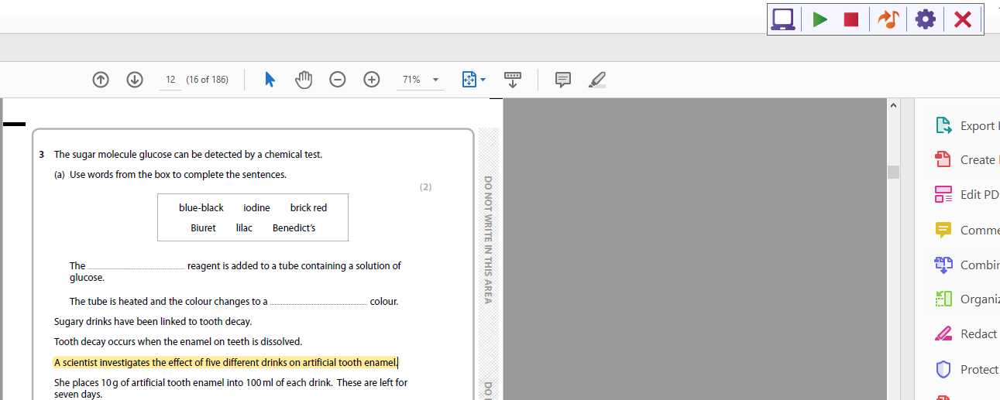 12 (16 of 186) 71%
Export
Create
Edit PD
Comme
Combin
Organiz
Redact
Protect
3 The sugar molecule glucose can be detected by a chemical test.
(a) Use words from the box to complete the sentences.
(2)
blue-black iodine brick red
Biuret lilac Benedict's
The ........................................ reagent is added to a tube containing a solution of
glucose.
The tube is heated and the colour changes to a ........................................ colour.
Sugary drinks have been linked to tooth decay.
Tooth decay occurs when the enamel on teeth is dissolved.
A scientist investigates the effect of five different drinks on artificial tooth enamel.
She places 10 g of artificial tooth enamel into 100 ml of each drink. These are left for
seven days.
DO NOT WRITE IN THIS AREA
DO